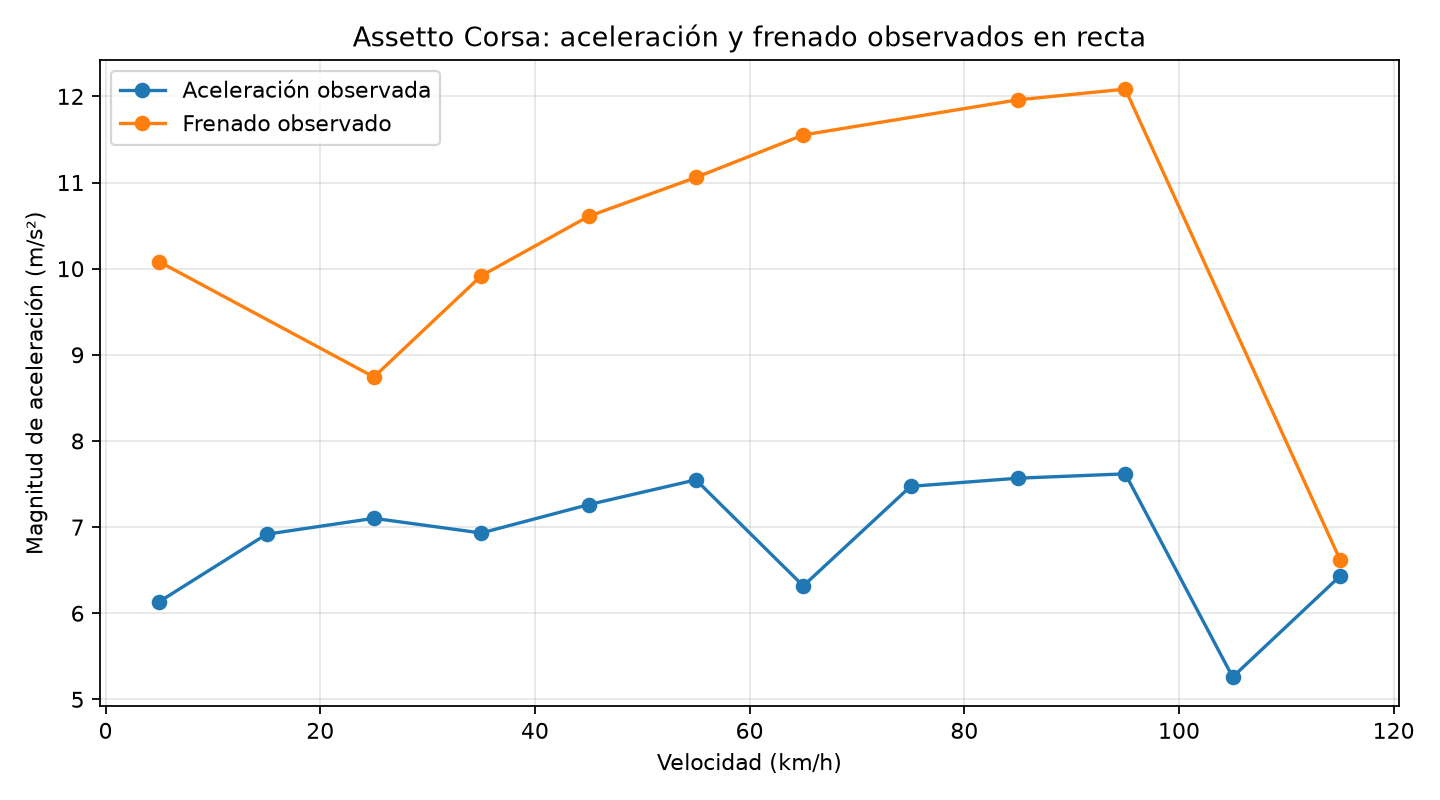 Assetto Corsa: aceleración y frenado observados en recta
Aceleración observada
Frenado observado
Magnitud de aceleración (m/s²)
12
11
10
9
8
7
6
5
0 20 40 60 80 100 120
Velocidad (km/h)